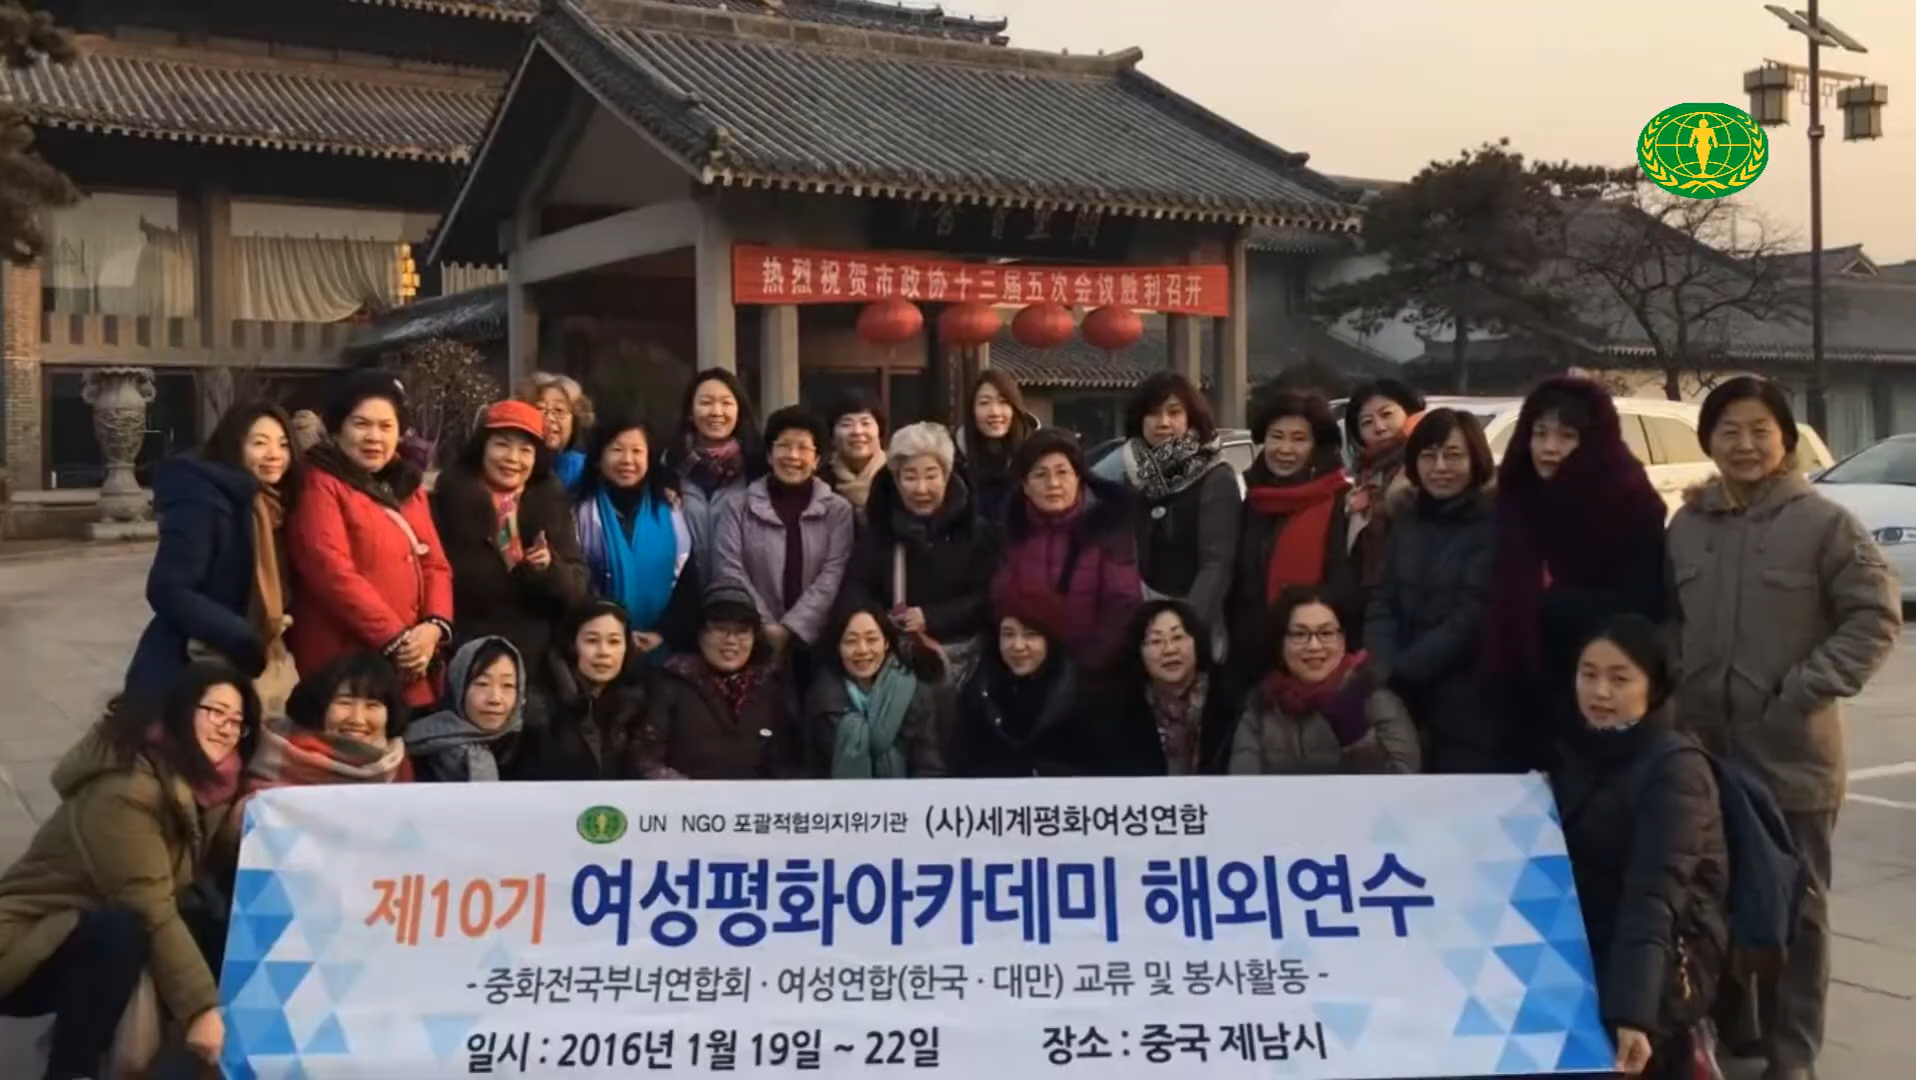 热烈祝贺市政协十三届五次会议胜利召开
UN NGO 포괄적협의지위기관 (사)세계평화여성연합
제10기 여성평화아카데미 해외연수
- 중화전국부녀연합회 · 여성연합(한국 · 대만) 교류 및 봉사활동 -
일시 : 2016년 1월 19일 ~ 22일 장소 : 중국 제남시